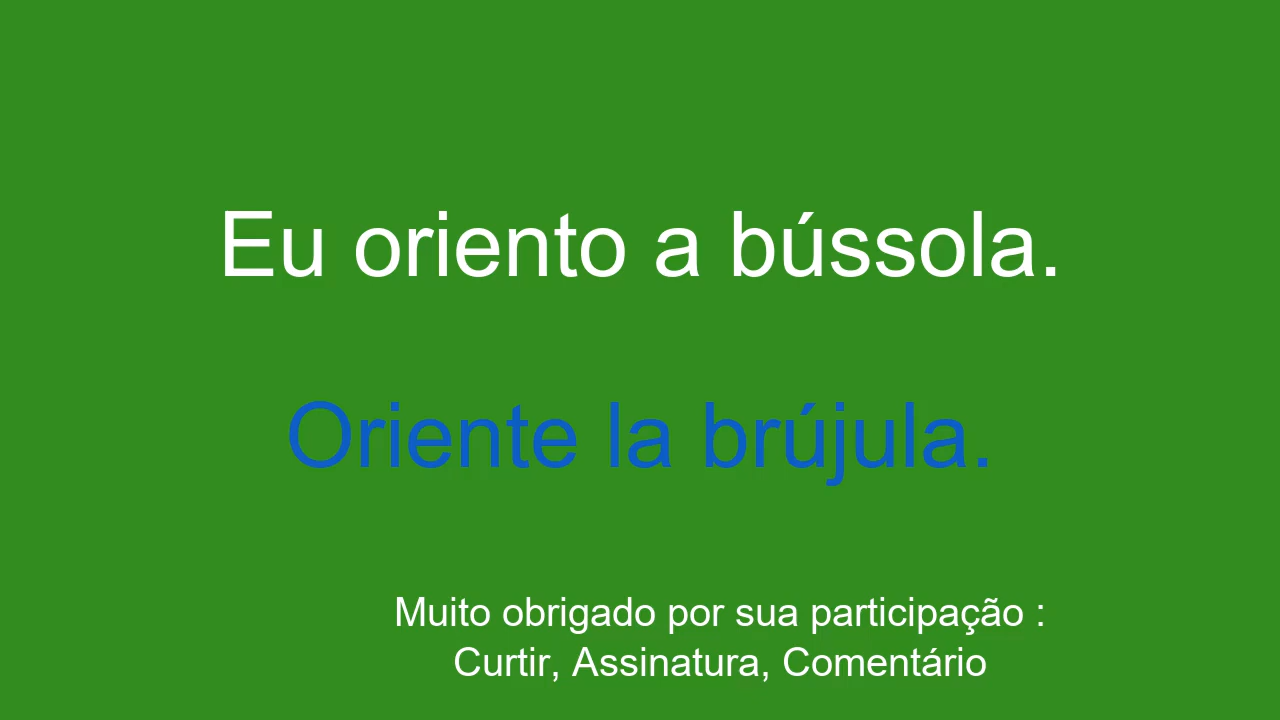 Eu oriento a bússola.
Oriente la brújula.
Muito obrigado por sua participação :
Curtir, Assinatura, Comentário